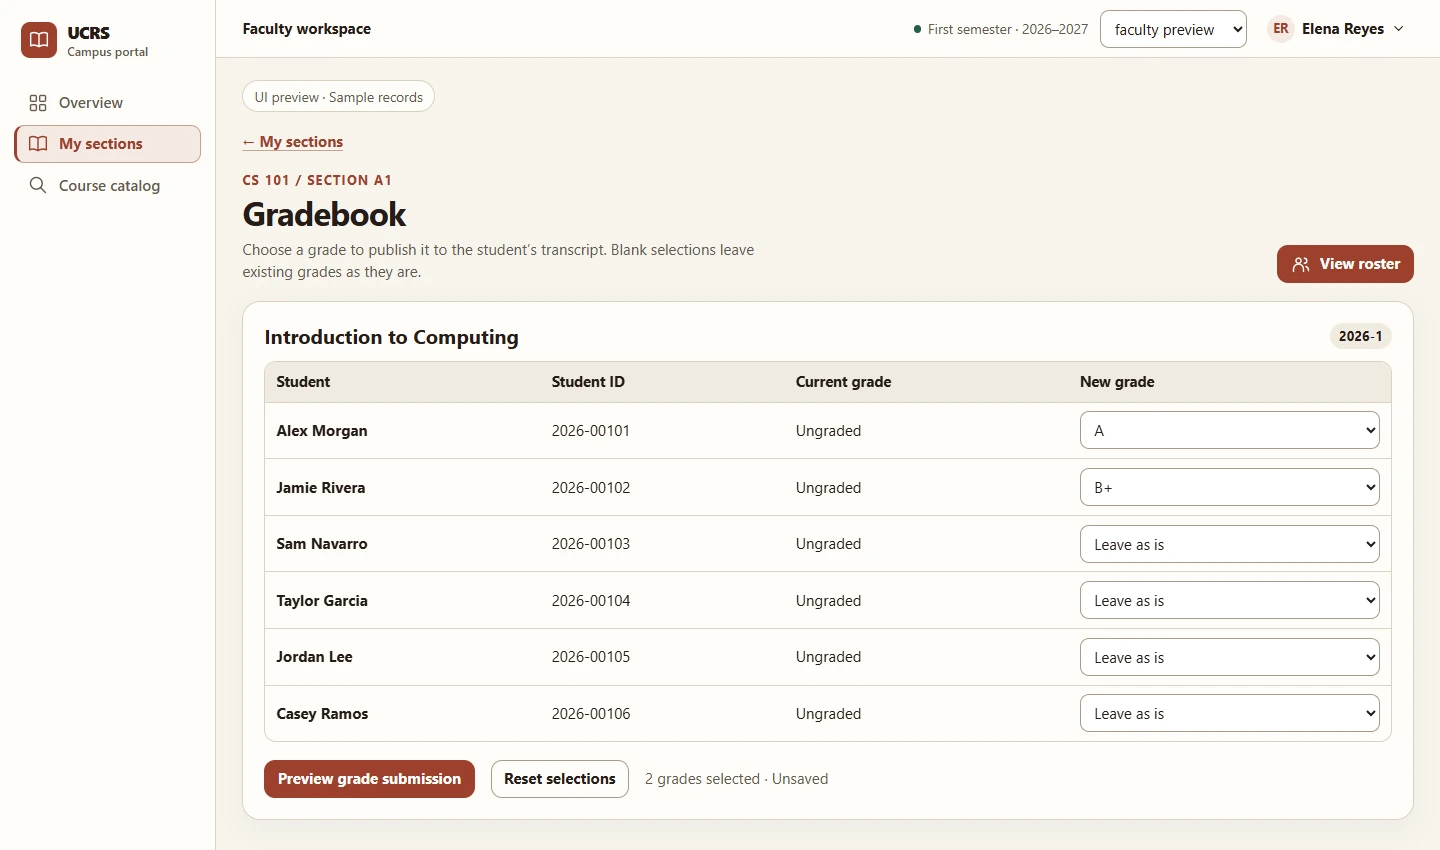 UCRS
Campus portal
Overview
My sections
Course catalog
Faculty workspace
First semester · 2026–2027
faculty preview
ER
Elena Reyes
UI preview · Sample records
← My sections
CS 101 / SECTION A1
Gradebook
Choose a grade to publish it to the student’s transcript. Blank selections leave
existing grades as they are.
View roster
Introduction to Computing
2026-1
Student Student ID Current grade New grade
Alex Morgan 2026-00101 Ungraded A
Jamie Rivera 2026-00102 Ungraded B+
Sam Navarro 2026-00103 Ungraded Leave as is
Taylor Garcia 2026-00104 Ungraded Leave as is
Jordan Lee 2026-00105 Ungraded Leave as is
Casey Ramos 2026-00106 Ungraded Leave as is
Preview grade submission
Reset selections
2 grades selected · Unsaved